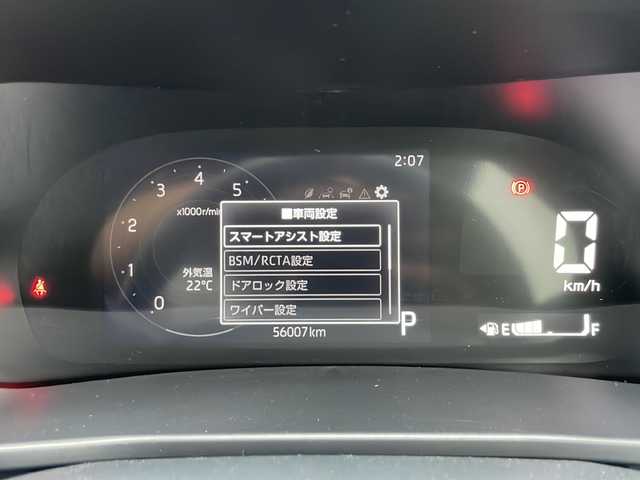 2:07
4
3
5
x1000r/min
2
■車両設定
スマートアシスト設定
BSM/RCTA設定
1
外気温
22℃
ドアロック設定
0
ワイパー設定
56007km
P
(P)
0
km/h
E
F